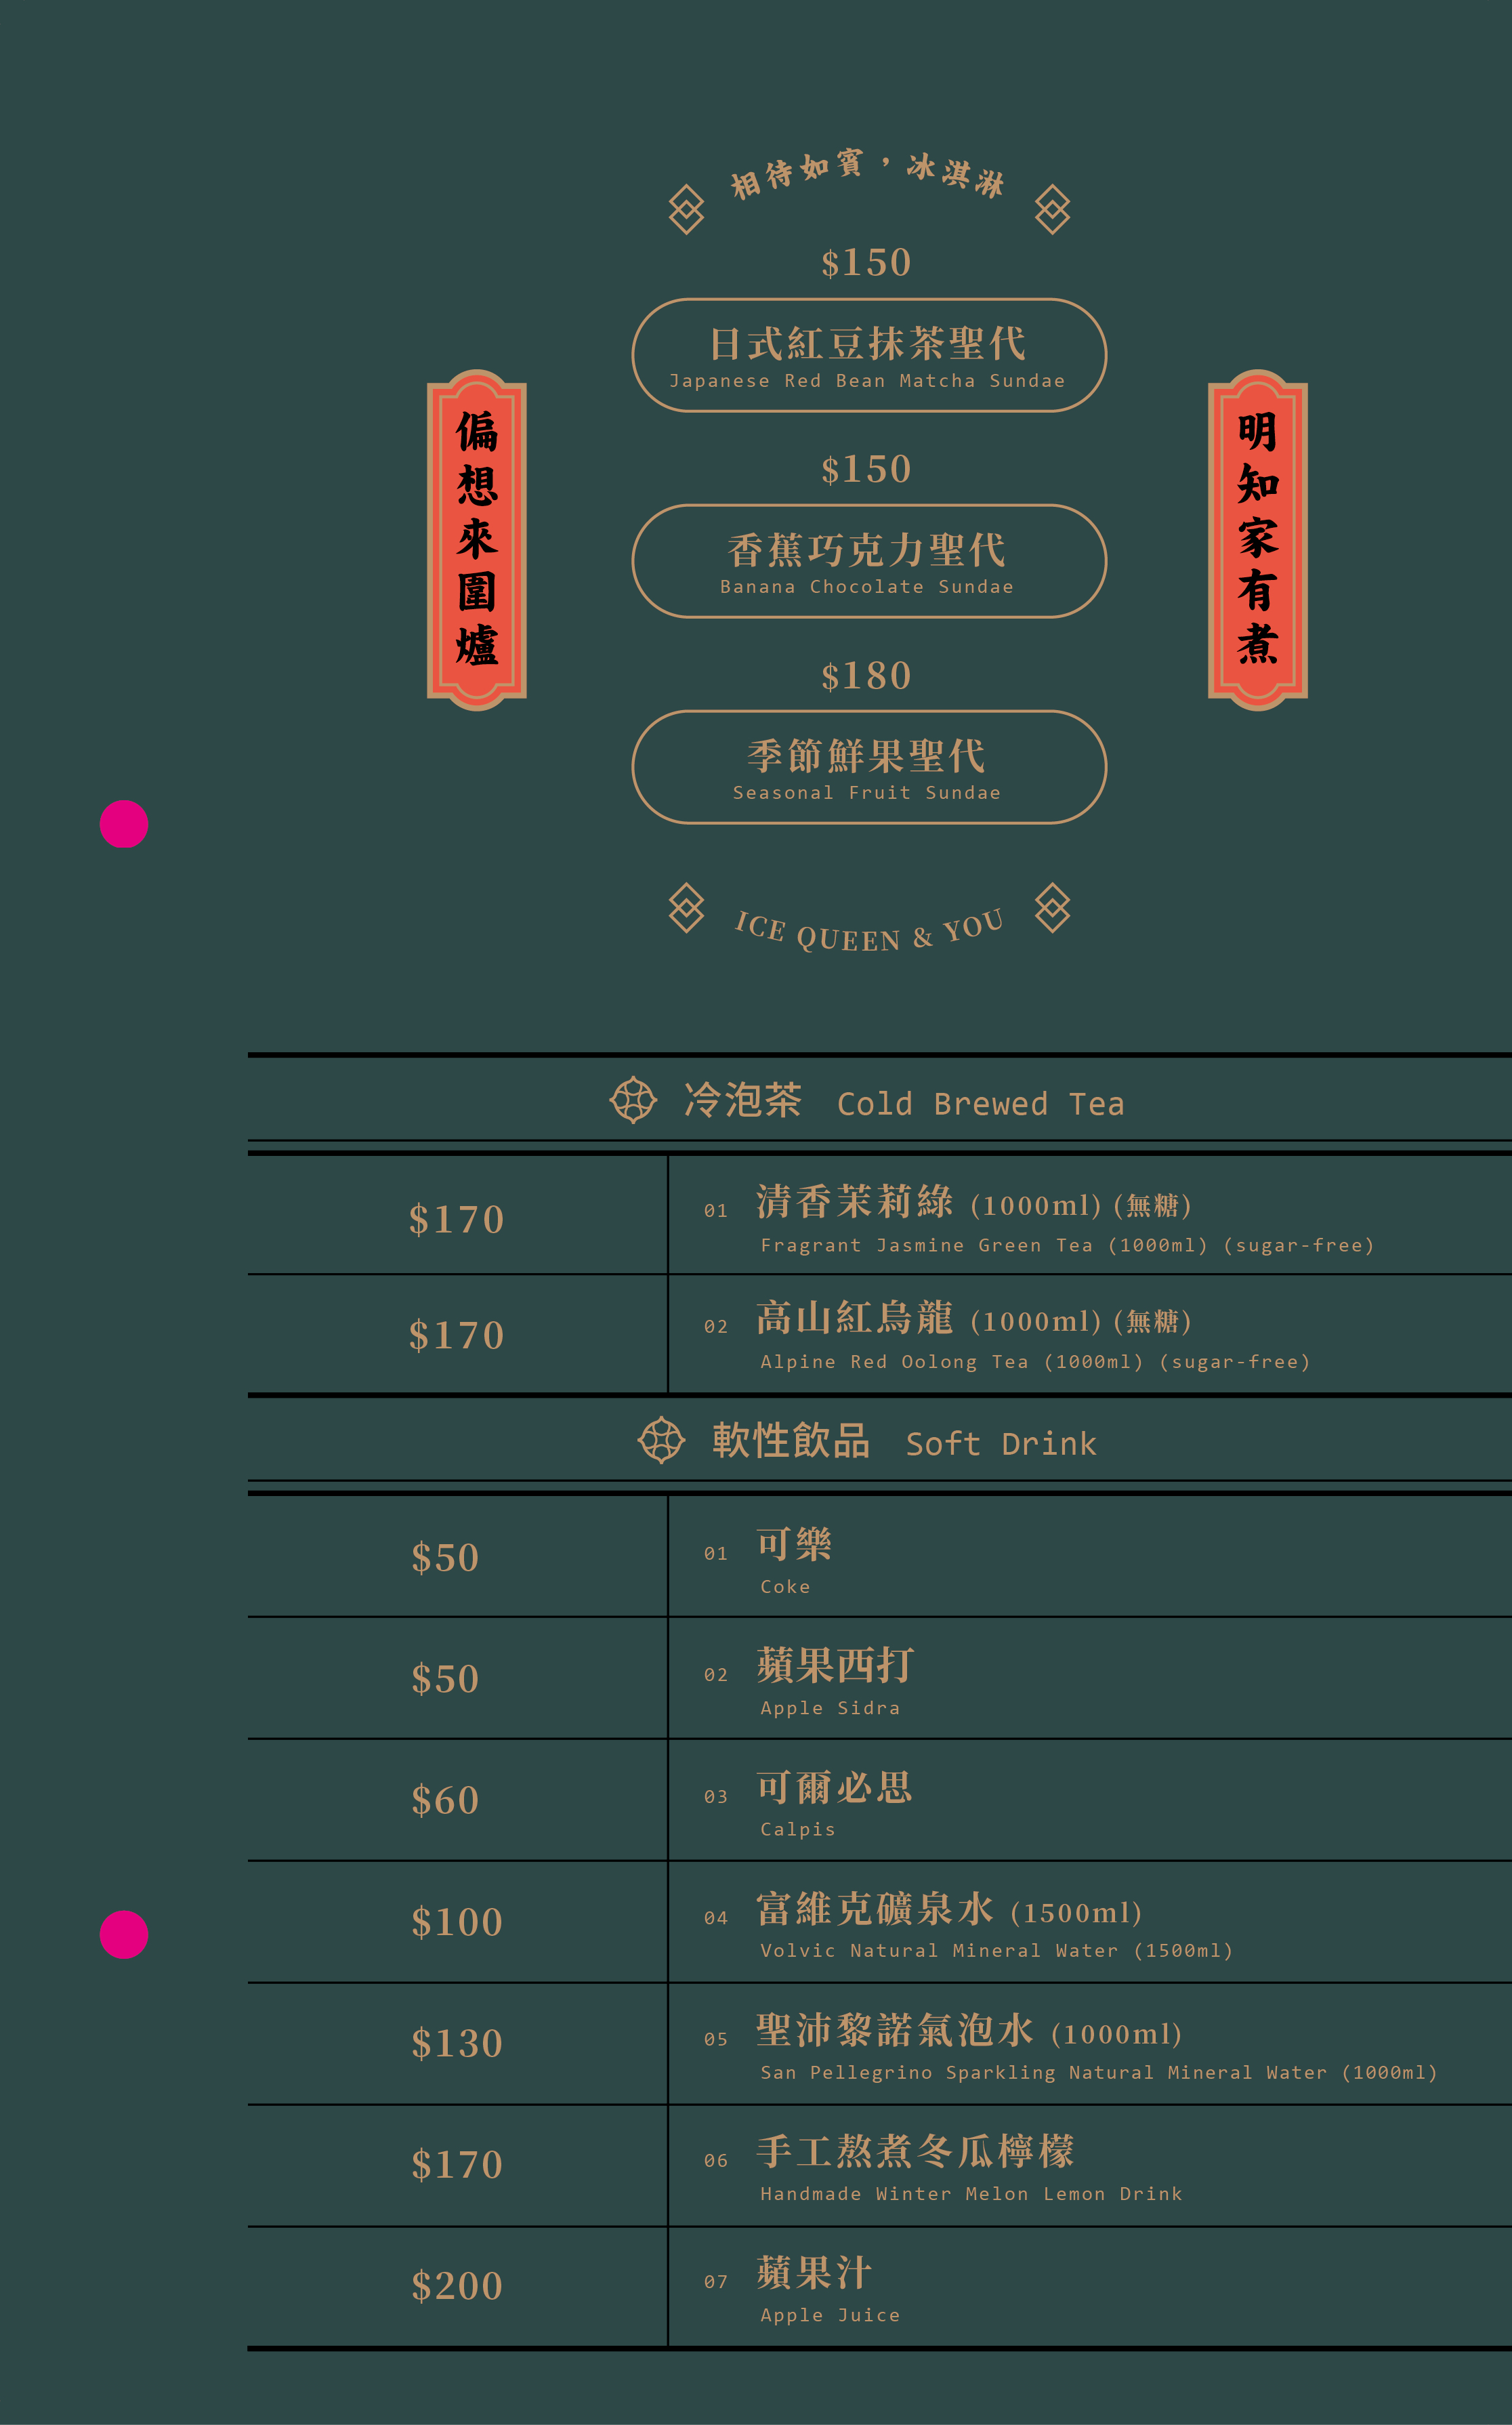 相待如賓，冰淇淋
$150
日式紅豆抹茶聖代
Japanese Red Bean Matcha Sundae
$150
香蕉巧克力聖代
Banana Chocolate Sundae
$180
季節鮮果聖代
Seasonal Fruit Sundae
明知家有煮
偏想來圍爐
ICE QUEEN & YOU
冷泡茶 Cold Brewed Tea
$170 01 清香茉莉綠 (1000ml) (無糖)
Fragrant Jasmine Green Tea (1000ml) (sugar-free)
$170 02 高山紅烏龍 (1000ml) (無糖)
Alpine Red Oolong Tea (1000ml) (sugar-free)
軟性飲品 Soft Drink
$50 01 可樂
Coke
$50 02 蘋果西打
Apple Sidra
$60 03 可爾必思
Calpis
$100 04 富維克礦泉水 (1500ml)
Volvic Natural Mineral Water (1500ml)
$130 05 聖沛黎諾氣泡水 (1000ml)
San Pellegrino Sparkling Natural Mineral Water (1000ml)
$170 06 手工熬煮冬瓜檸檬
Handmade Winter Melon Lemon Drink
$200 07 蘋果汁
Apple Juice